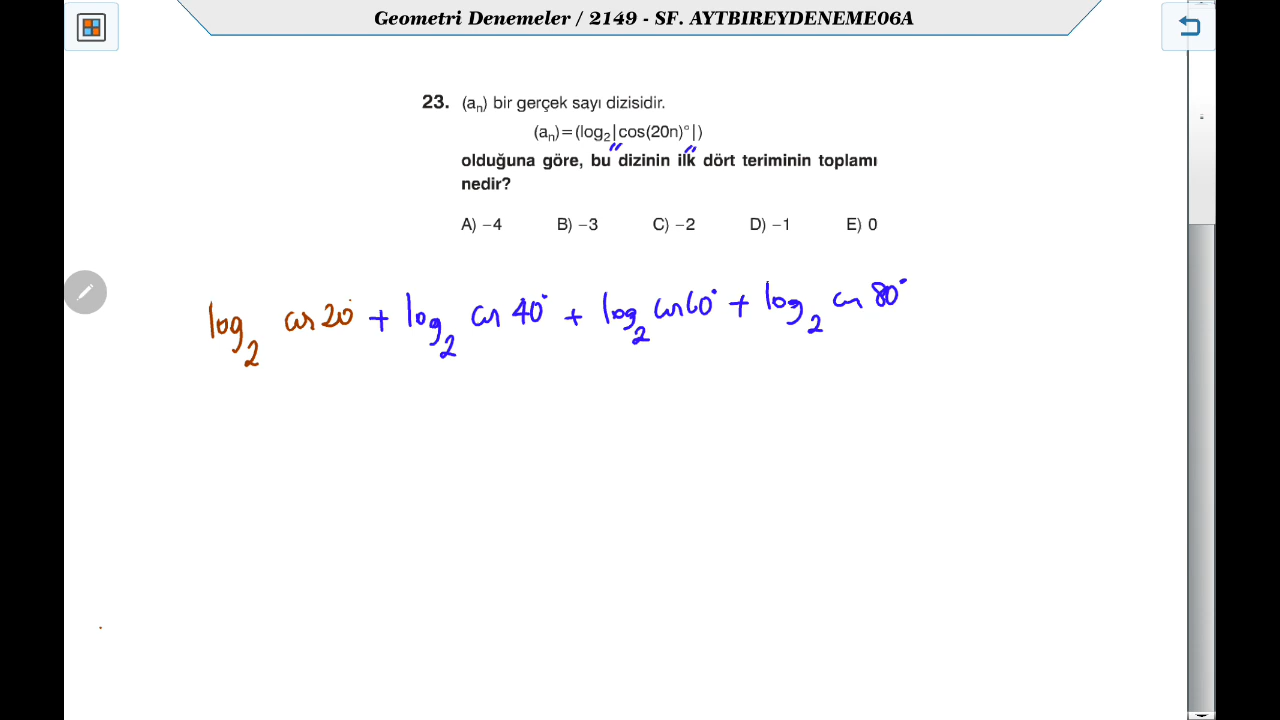 Geometri Denemeler / 2149 - SF. AYTBIREYDENEME06A
23. (aₙ) bir gerçek sayı dizisidir.
(aₙ)=(log₂|cos(20n)°|)
olduğuna göre, bu dizinin ilk dört teriminin toplamı
nedir?
A) −4 B) −3 C) −2 D) −1 E) 0
log₂ cos 20° + log₂ cos 40° + log₂ cos 60° + log₂ cos 80°